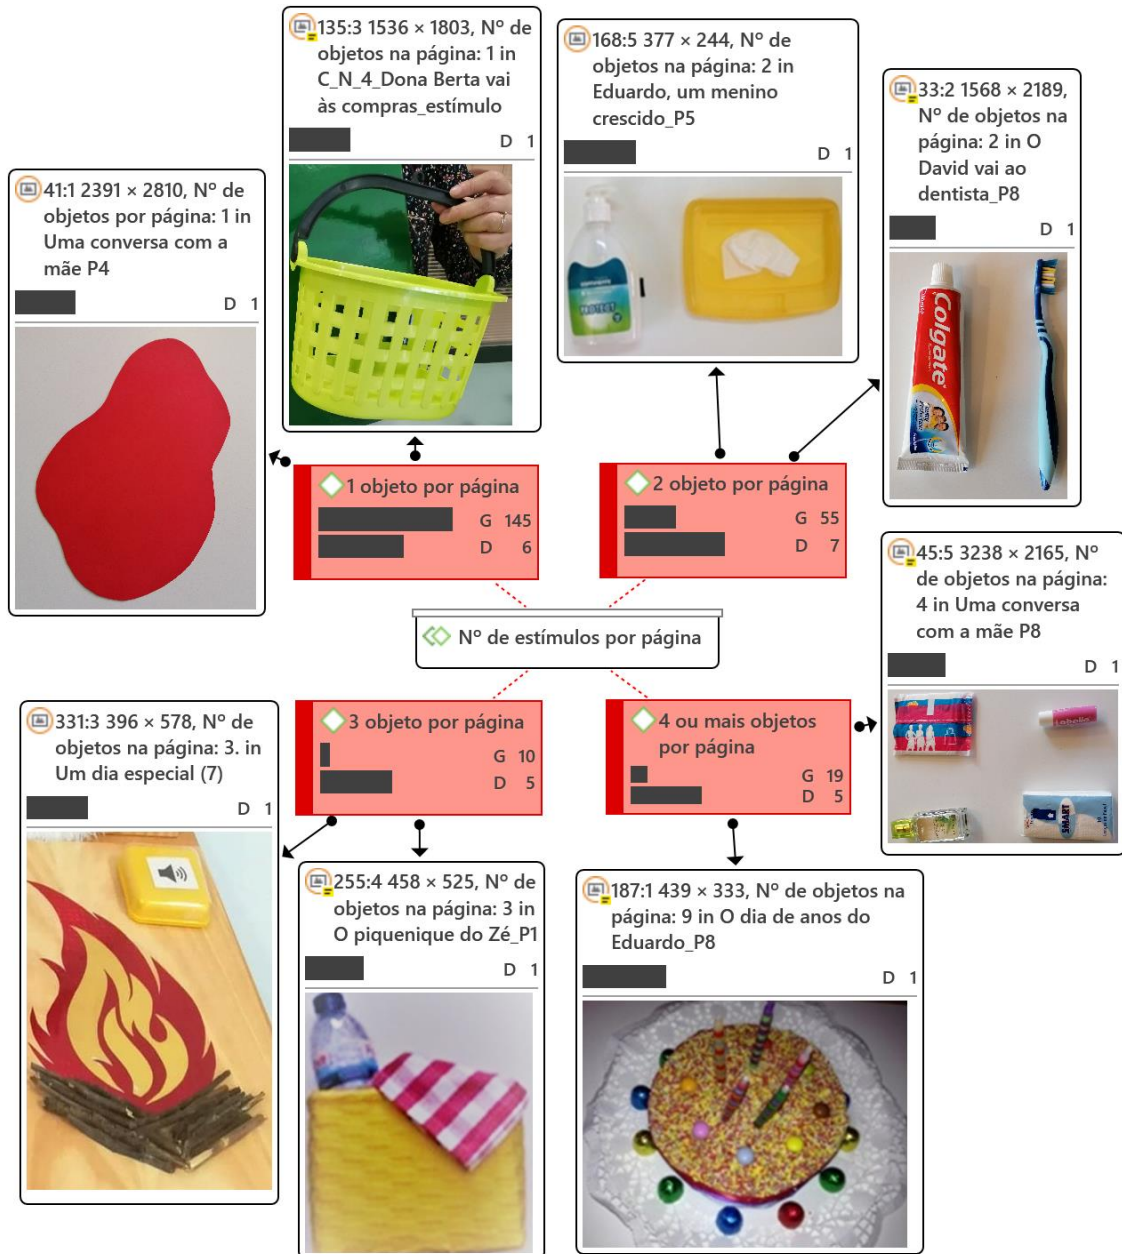 135:3 1536 × 1803, Nº de
objetos na página: 1 in
C_N_4_Dona Berta vai
às compras_estímulo
D 1
168:5 377 × 244, Nº de
objetos na página: 2 in
Eduardo, um menino
crescido_P5
D 1
PROTECT
33:2 1568 × 2189,
Nº de objetos na
página: 2 in O
David vai ao
dentista_P8
D 1
Colgate
41:1 2391 × 2810, Nº de
objetos por página: 1 in
Uma conversa com a
mãe P4
D 1
1 objeto por página
G 145
D 6
2 objeto por página
G 55
D 7
45:5 3238 × 2165, Nº
de objetos na página:
4 in Uma conversa
com a mãe P8
D 1
Labello
SMART
Nº de estímulos por página
3 objeto por página
G 10
D 5
4 ou mais objetos
por página
G 19
D 5
331:3 396 × 578, Nº de
objetos na página: 3. in
Um dia especial (7)
D 1
255:4 458 × 525, Nº de
objetos na página: 3 in
O piquenique do Zé_P1
D 1
187:1 439 × 333, Nº de objetos na
página: 9 in O dia de anos do
Eduardo_P8
D 1